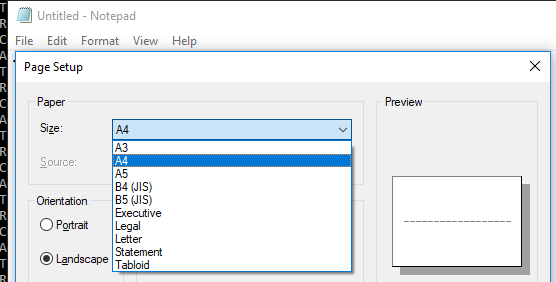 Untitled - Notepad
File Edit Format View Help
Page Setup
Paper
Preview
Size:
A4
Source:
A3
A4
A5
B4 (JIS)
B5 (JIS)
Executive
Legal
Letter
Statement
Tabloid
Orientation
Portrait
Landscape
T
R
C
A
T
R
C
A
T
R
C
A
T
R
C
A
T
R